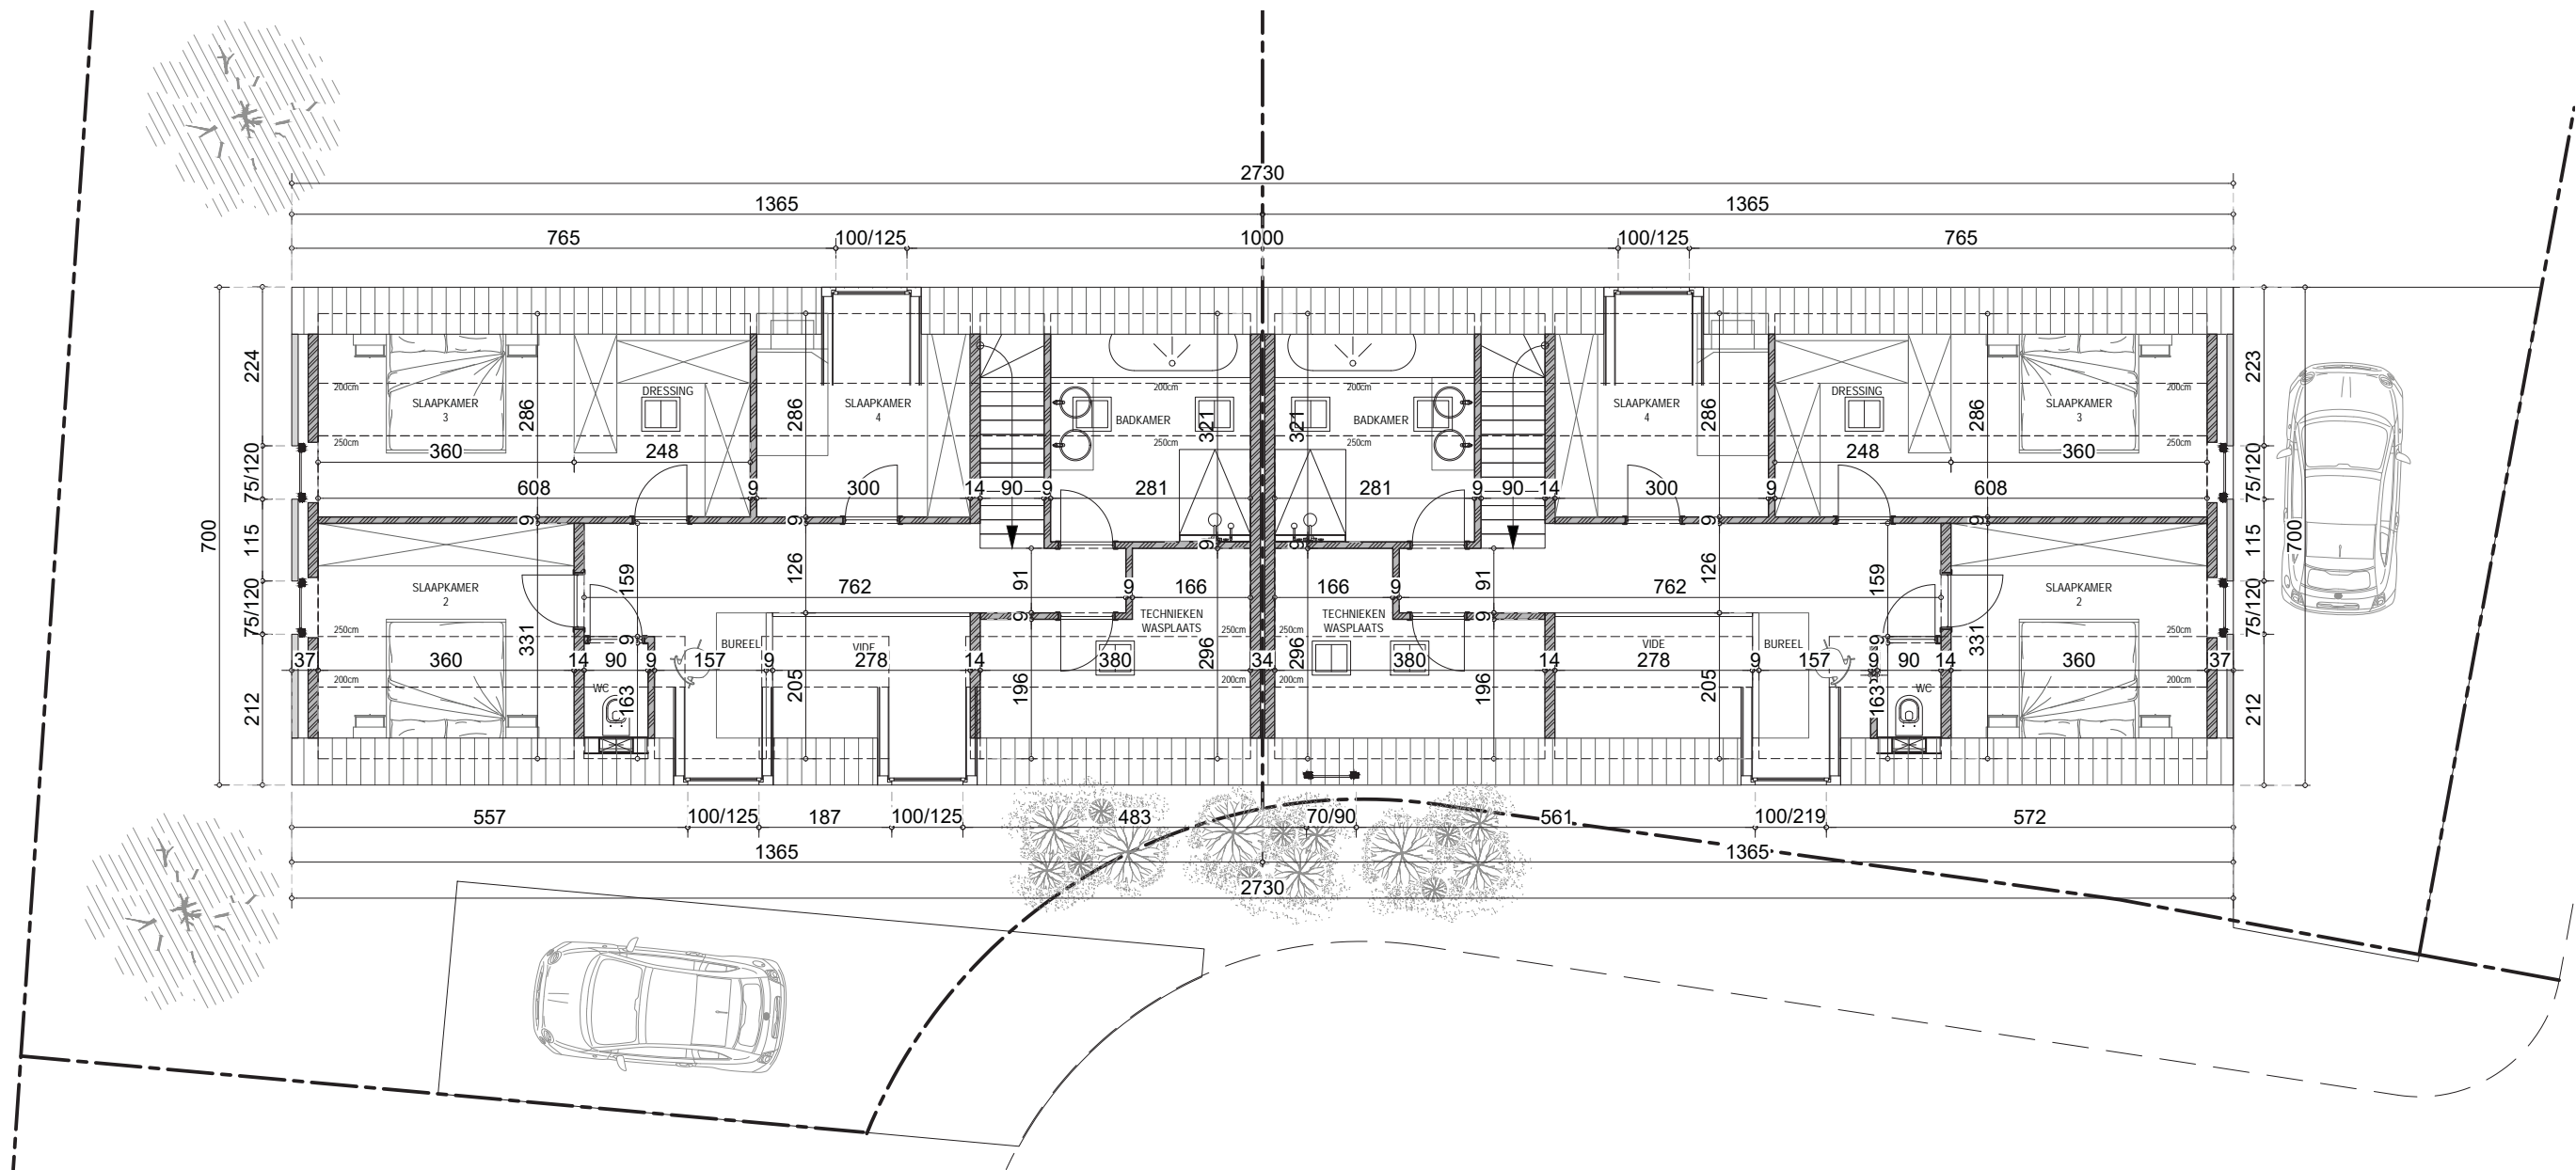 2730
1365 1365
765 100/125 1000 100/125 765
224 223
200cm 200cm 200cm 200cm
DRESSING DRESSING
SLAAPKAMER SLAAPKAMER SLAAPKAMER SLAAPKAMER
3 4 4 3
286 286 321 321 286 286
BADKAMER BADKAMER
250cm 250cm 250cm 250cm
360 248 248 360
75/120 75/120
608 9 300 14 90 9 281 281 9 90 14 300 9 608
9 9 9 9 9 9
700 115 115 700
126 159 91 91 126 159
762 9 166 166 9 762
SLAAPKAMER SLAAPKAMER
2 2
75/120 75/120
9 9
TECHNIEKEN TECHNIEKEN
WASPLAATS WASPLAATS
250cm 250cm 250cm 250cm
331 9 BUREEL VIDE 296 296 VIDE BUREEL 9 331
37 360 14 90 9 157 9 278 14 380 34 380 14 278 9 157 9 90 14 360 37
200cm 200cm 200cm 200cm
WC WC
212 163 205 196 196 205 163 212
557 100/125 187 100/125 483 70/90 561 100/219 572
1365 1365
2730